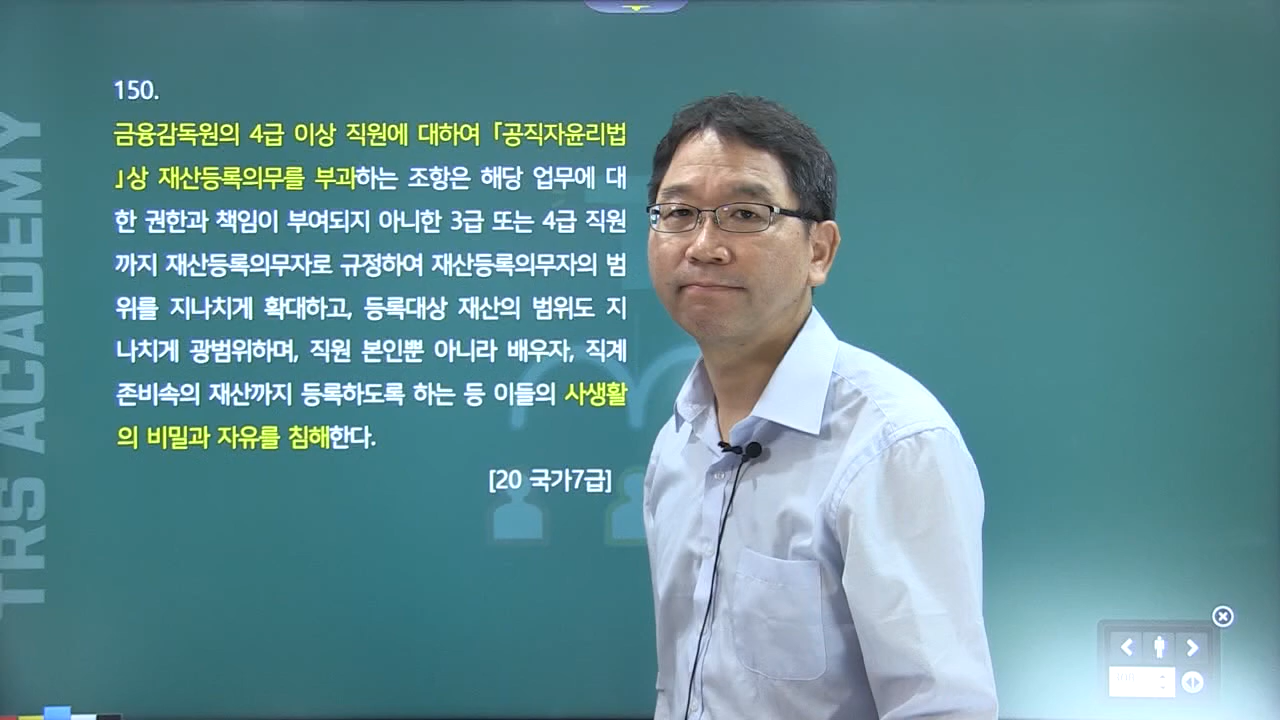 150.
금융감독원의 4급 이상 직원에 대하여 「공직자윤리법
」상 재산등록의무를 부과하는 조항은 해당 업무에 대
한 권한과 책임이 부여되지 아니한 3급 또는 4급 직원
까지 재산등록의무자로 규정하여 재산등록의무자의 범
위를 지나치게 확대하고, 등록대상 재산의 범위도 지
나치게 광범위하며, 직원 본인뿐 아니라 배우자, 직계
존비속의 재산까지 등록하도록 하는 등 이들의 사생활
의 비밀과 자유를 침해한다.
[20 국가7급]
TRS ACADEMY